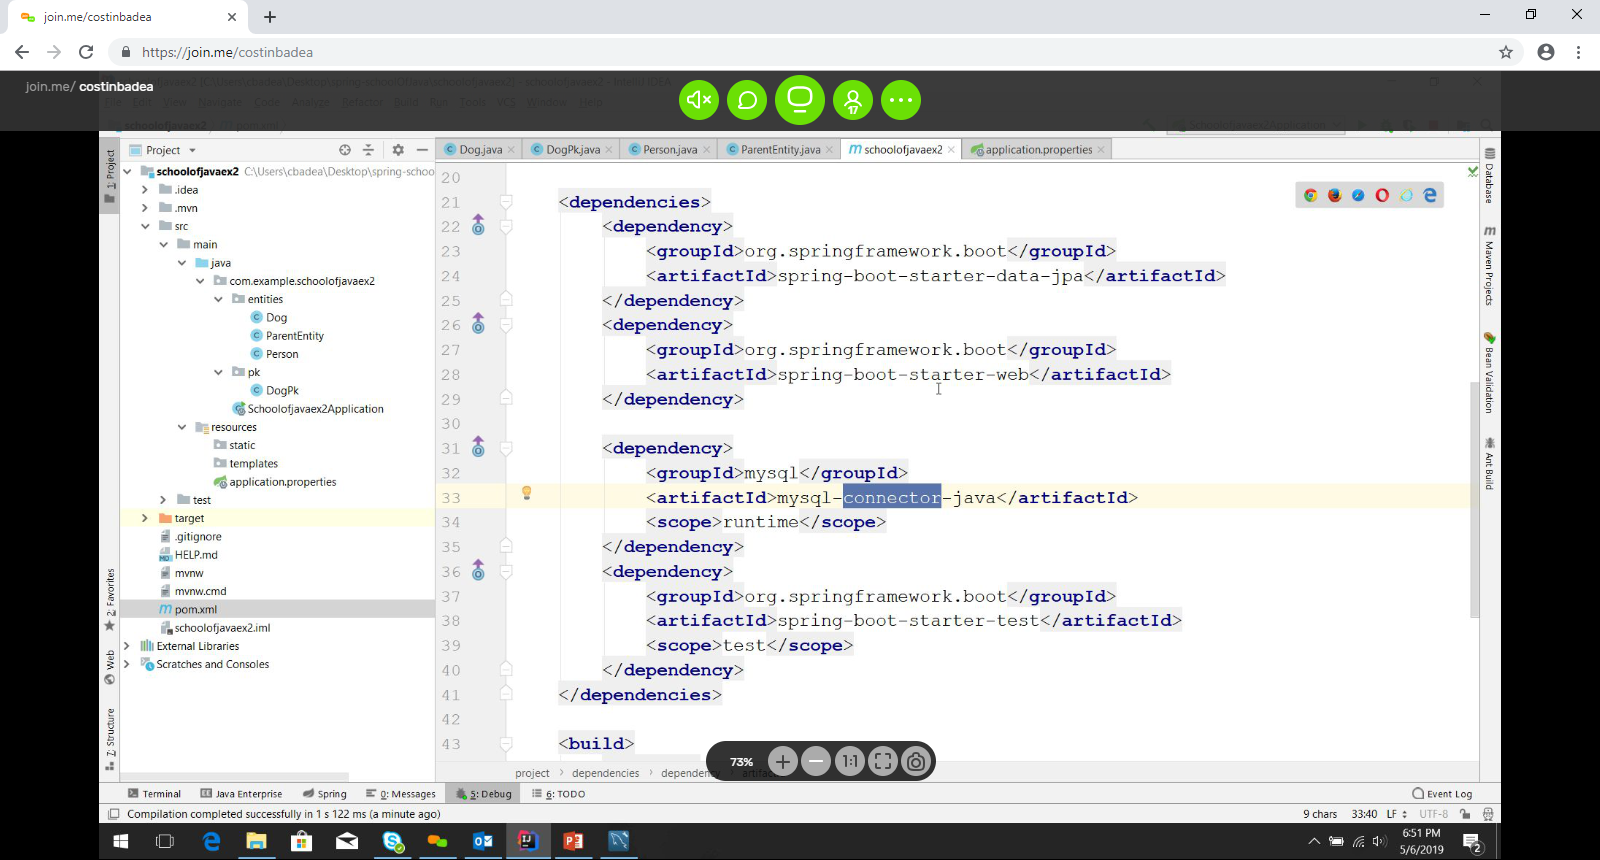 join.me/costinbadea
https://join.me/costinbadea
join.me/ costinbadea
17
Project
Dog.java
DogPk.java
Person.java
ParentEntity.java
schoolofjavaex2
application.properties
1: Project
2: Favorites
Web
7: Structure
schoolofjavaex2 C:\Users\cbadea\Desktop\spring-schoo
.idea
.mvn
src
main
java
com.example.schoolofjavaex2
entities
Dog
ParentEntity
Person
pk
DogPk
Schoolofjavaex2Application
resources
static
templates
application.properties
test
target
.gitignore
HELP.md
mvnw
mvnw.cmd
pom.xml
schoolofjavaex2.iml
External Libraries
Scratches and Consoles
20
21 <dependencies>
22 <dependency>
23 <groupId>org.springframework.boot</groupId>
24 <artifactId>spring-boot-starter-data-jpa</artifactId>
25 </dependency>
26 <dependency>
27 <groupId>org.springframework.boot</groupId>
28 <artifactId>spring-boot-starter-web</artifactId>
29 </dependency>
30
31 <dependency>
32 <groupId>mysql</groupId>
33 <artifactId>mysql-connector-java</artifactId>
34 <scope>runtime</scope>
35 </dependency>
36 <dependency>
37 <groupId>org.springframework.boot</groupId>
38 <artifactId>spring-boot-starter-test</artifactId>
39 <scope>test</scope>
40 </dependency>
41 </dependencies>
42
43 <build>
Database
Maven Projects
Bean Validation
Ant Build
73%
1:1
project › dependencies › dependency
Terminal
Java Enterprise
Spring
0: Messages
5: Debug
6: TODO
Event Log
Compilation completed successfully in 1 s 122 ms (a minute ago)
9 chars 33:40 LF UTF-8
6:51 PM
5/6/2019
2